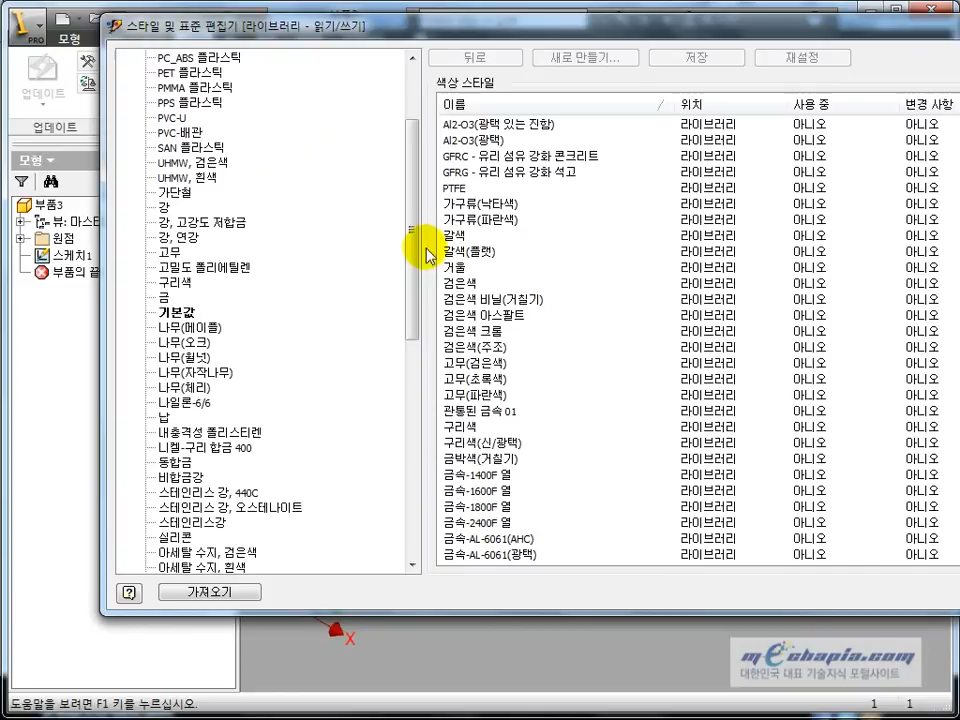 스타일 및 표준 편집기 [라이브러리 - 읽기/쓰기]
PRO
모형
업데이트
업데이트
모형
부품3
뷰: 마스터
원점
스케치1
부품의 끝
PC_ABS 플라스틱
PET 플라스틱
PMMA 플라스틱
PPS 플라스틱
PVC-U
PVC-배관
SAN 플라스틱
UHMW, 검은색
UHMW, 흰색
가단철
강
강, 고강도 저합금
강, 연강
고무
고밀도 폴리에틸렌
구리색
금
기본값
나무(메이플)
나무(오크)
나무(월넛)
나무(자작나무)
나무(체리)
나일론-6/6
납
내충격성 폴리스티렌
니켈-구리 합금 400
동합금
비합금강
스테인리스 강, 440C
스테인리스 강, 오스테나이트
스테인리스강
실리콘
아세탈 수지, 검은색
아세탈 수지, 흰색
가져오기
뒤로 새로 만들기... 저장 재설정
색상 스타일
이름 위치 사용 중 변경 사항
Al2-O3(광택 있는 진함) 라이브러리 아니오 아니오
Al2-O3(광택) 라이브러리 아니오 아니오
GFRC - 유리 섬유 강화 콘크리트 라이브러리 아니오 아니오
GFRG - 유리 섬유 강화 석고 라이브러리 아니오 아니오
PTFE 라이브러리 아니오 아니오
가구류(낙타색) 라이브러리 아니오 아니오
가구류(파란색) 라이브러리 아니오 아니오
갈색 라이브러리 아니오 아니오
갈색(플랫) 라이브러리 아니오 아니오
거울 라이브러리 아니오 아니오
검은색 라이브러리 아니오 아니오
검은색 비닐(거칠기) 라이브러리 아니오 아니오
검은색 아스팔트 라이브러리 아니오 아니오
검은색 크롬 라이브러리 아니오 아니오
검은색(주조) 라이브러리 아니오 아니오
고무(검은색) 라이브러리 아니오 아니오
고무(초록색) 라이브러리 아니오 아니오
고무(파란색) 라이브러리 아니오 아니오
관통된 금속 01 라이브러리 아니오 아니오
구리색 라이브러리 아니오 아니오
구리색(신/광택) 라이브러리 아니오 아니오
금박색(거칠기) 라이브러리 아니오 아니오
금속-1400F 열 라이브러리 아니오 아니오
금속-1600F 열 라이브러리 아니오 아니오
금속-1800F 열 라이브러리 아니오 아니오
금속-2400F 열 라이브러리 아니오 아니오
금속-AL-6061(AHC) 라이브러리 아니오 아니오
금속-AL-6061(광택) 라이브러리 아니오 아니오
X
mechapia.com
대한민국 대표 기술지식 포털사이트
도움말을 보려면 F1 키를 누르십시오. 1 1